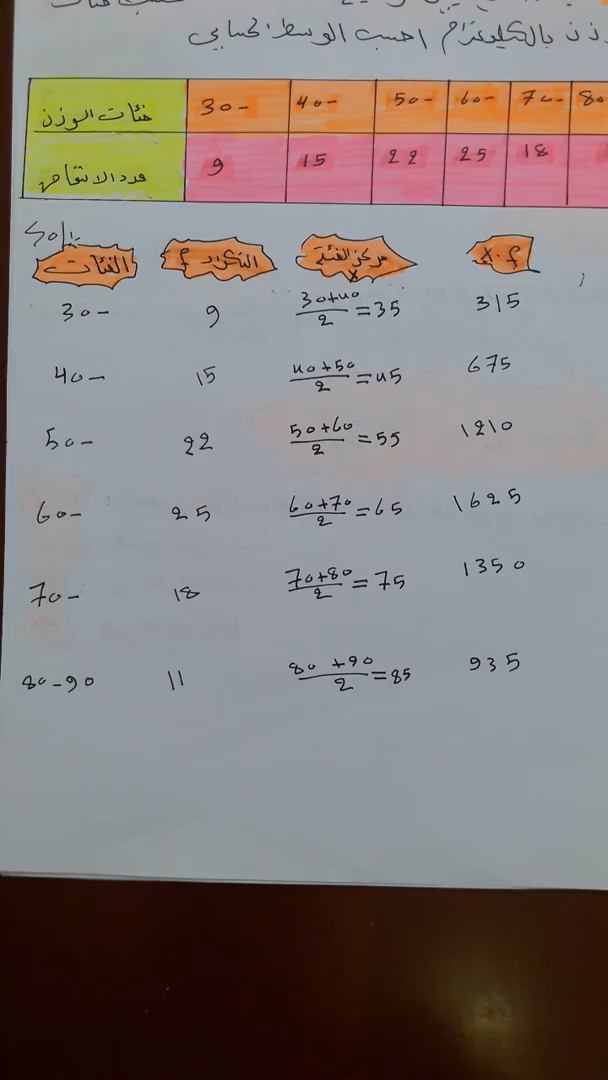 وزن بالكيلوغرام احسب الوسط الحسابي
فئات الوزن 30- 40- 50- 60- 70- 80
عدد الاشخاص 9 15 22 25 18
Sol:
الفئات التكرار f مركز الفئة x f.x
30- 9 30+40/2=35 315
40- 15 40+50/2=45 675
50- 22 50+60/2=55 1210
60- 25 60+70/2=65 1625
70- 18 70+80/2=75 1350
80-90 11 80+90/2=85 935